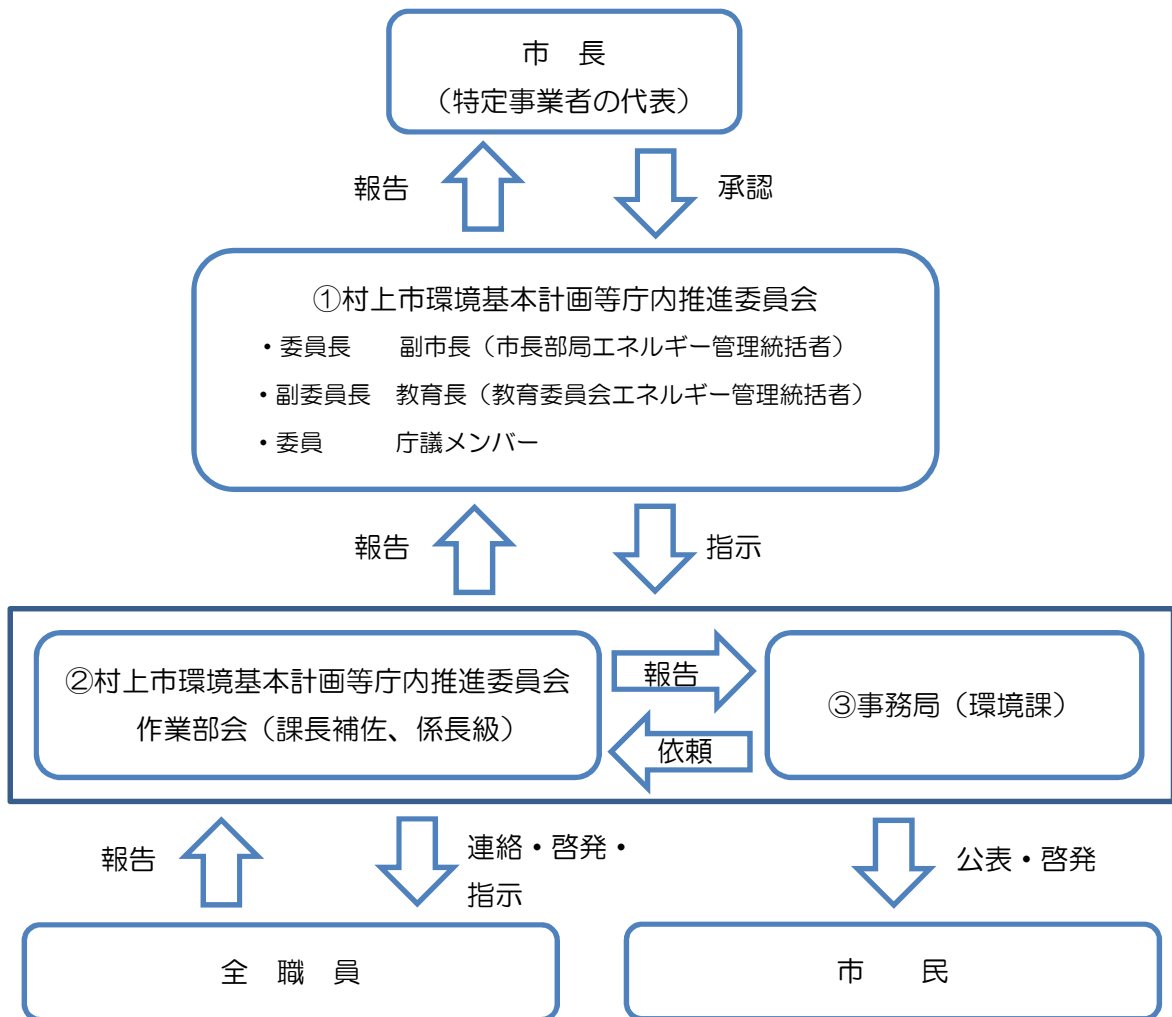 市　長
（特定事業者の代表）
報告
承認
①村上市環境基本計画等庁内推進委員会
・委員長　　副市長（市長部局エネルギー管理統括者）
・副委員長　教育長（教育委員会エネルギー管理統括者）
・委員　　　庁議メンバー
報告
指示
②村上市環境基本計画等庁内推進委員会
作業部会（課長補佐、係長級）
報告
依頼
③事務局（環境課）
報告
連絡・啓発・
指示
公表・啓発
全　職　員
市　　民